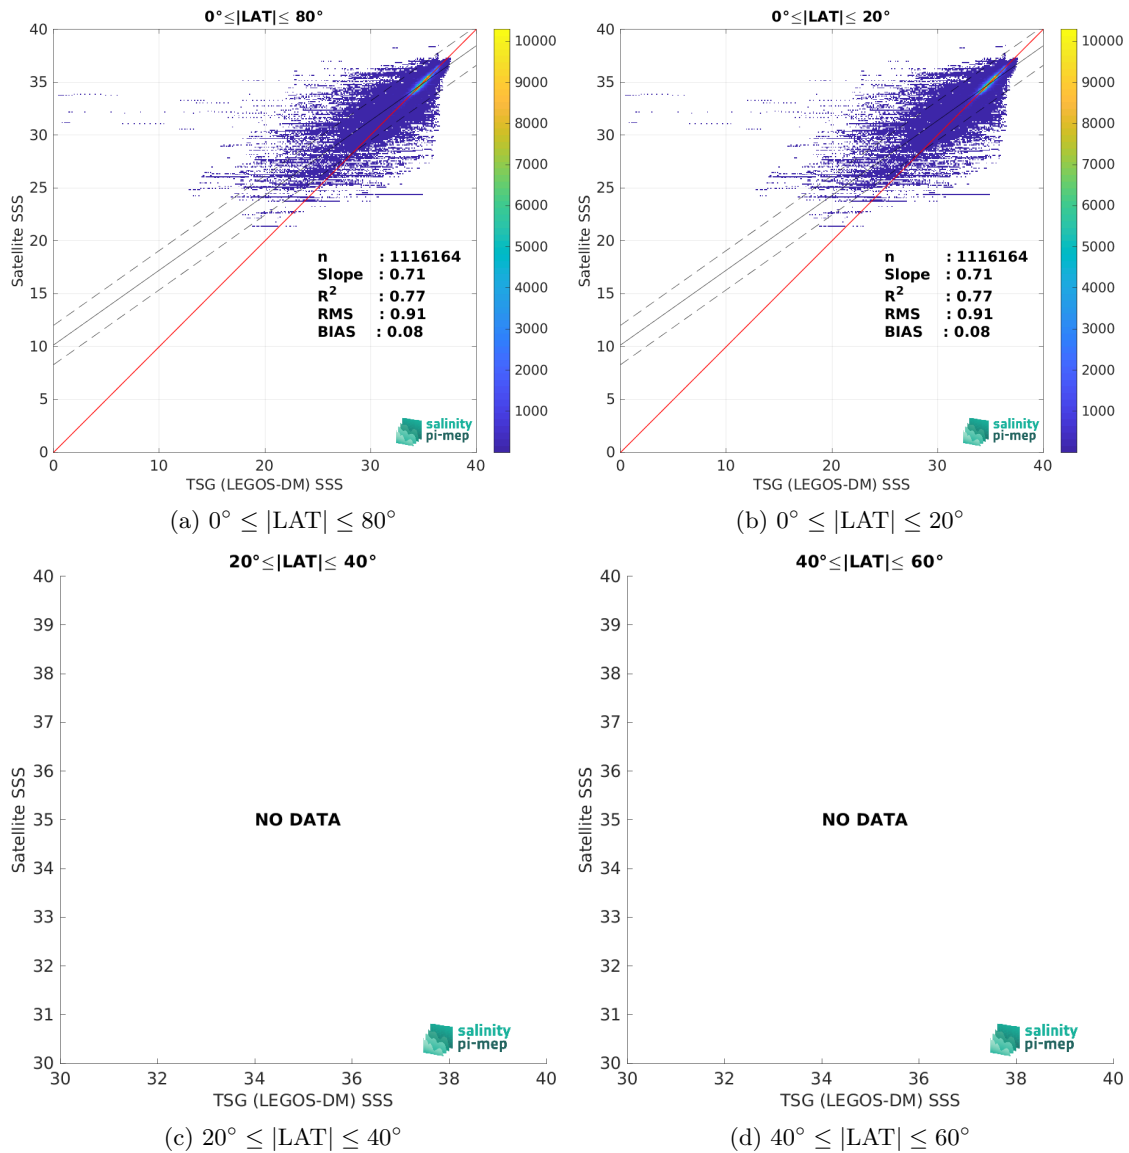 0°≤|LAT|≤ 80°
40
35
30
25
20
15
10
5
0
Satellite SSS
n : 1116164
Slope : 0.71
R² : 0.77
RMS : 0.91
BIAS : 0.08
salinity
pi-mep
0 10 20 30 40
TSG (LEGOS-DM) SSS
10000
9000
8000
7000
6000
5000
4000
3000
2000
1000
(a) 0° ≤ |LAT| ≤ 80°
0°≤|LAT|≤ 20°
40
35
30
25
20
15
10
5
0
Satellite SSS
n : 1116164
Slope : 0.71
R² : 0.77
RMS : 0.91
BIAS : 0.08
salinity
pi-mep
0 10 20 30 40
TSG (LEGOS-DM) SSS
10000
9000
8000
7000
6000
5000
4000
3000
2000
1000
(b) 0° ≤ |LAT| ≤ 20°
20°≤|LAT|≤ 40°
40
39
38
37
36
35
34
33
32
31
30
Satellite SSS
NO DATA
salinity
pi-mep
30 32 34 36 38 40
TSG (LEGOS-DM) SSS
(c) 20° ≤ |LAT| ≤ 40°
40°≤|LAT|≤ 60°
40
39
38
37
36
35
34
33
32
31
30
Satellite SSS
NO DATA
salinity
pi-mep
30 32 34 36 38 40
TSG (LEGOS-DM) SSS
(d) 40° ≤ |LAT| ≤ 60°